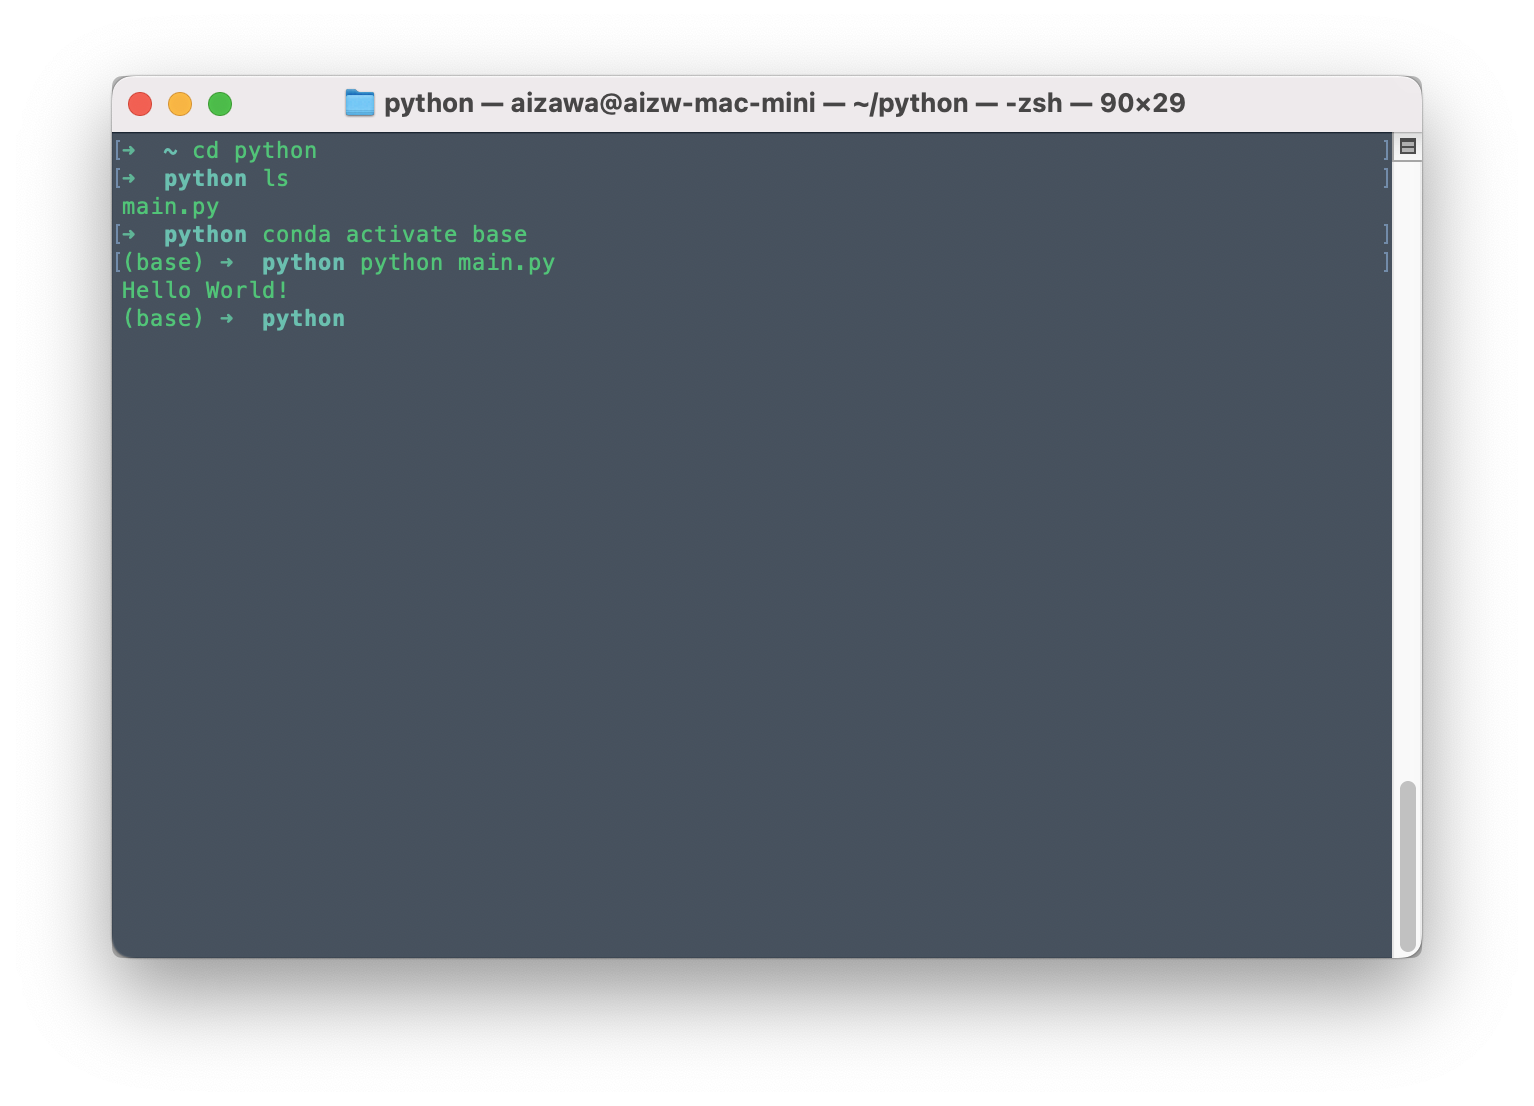 python — aizawa@aizw-mac-mini — ~/python — -zsh — 90×29
[➜  ~ cd python ]
[➜  python ls ]
main.py
[➜  python conda activate base ]
[(base) ➜  python python main.py ]
Hello World!
(base) ➜  python